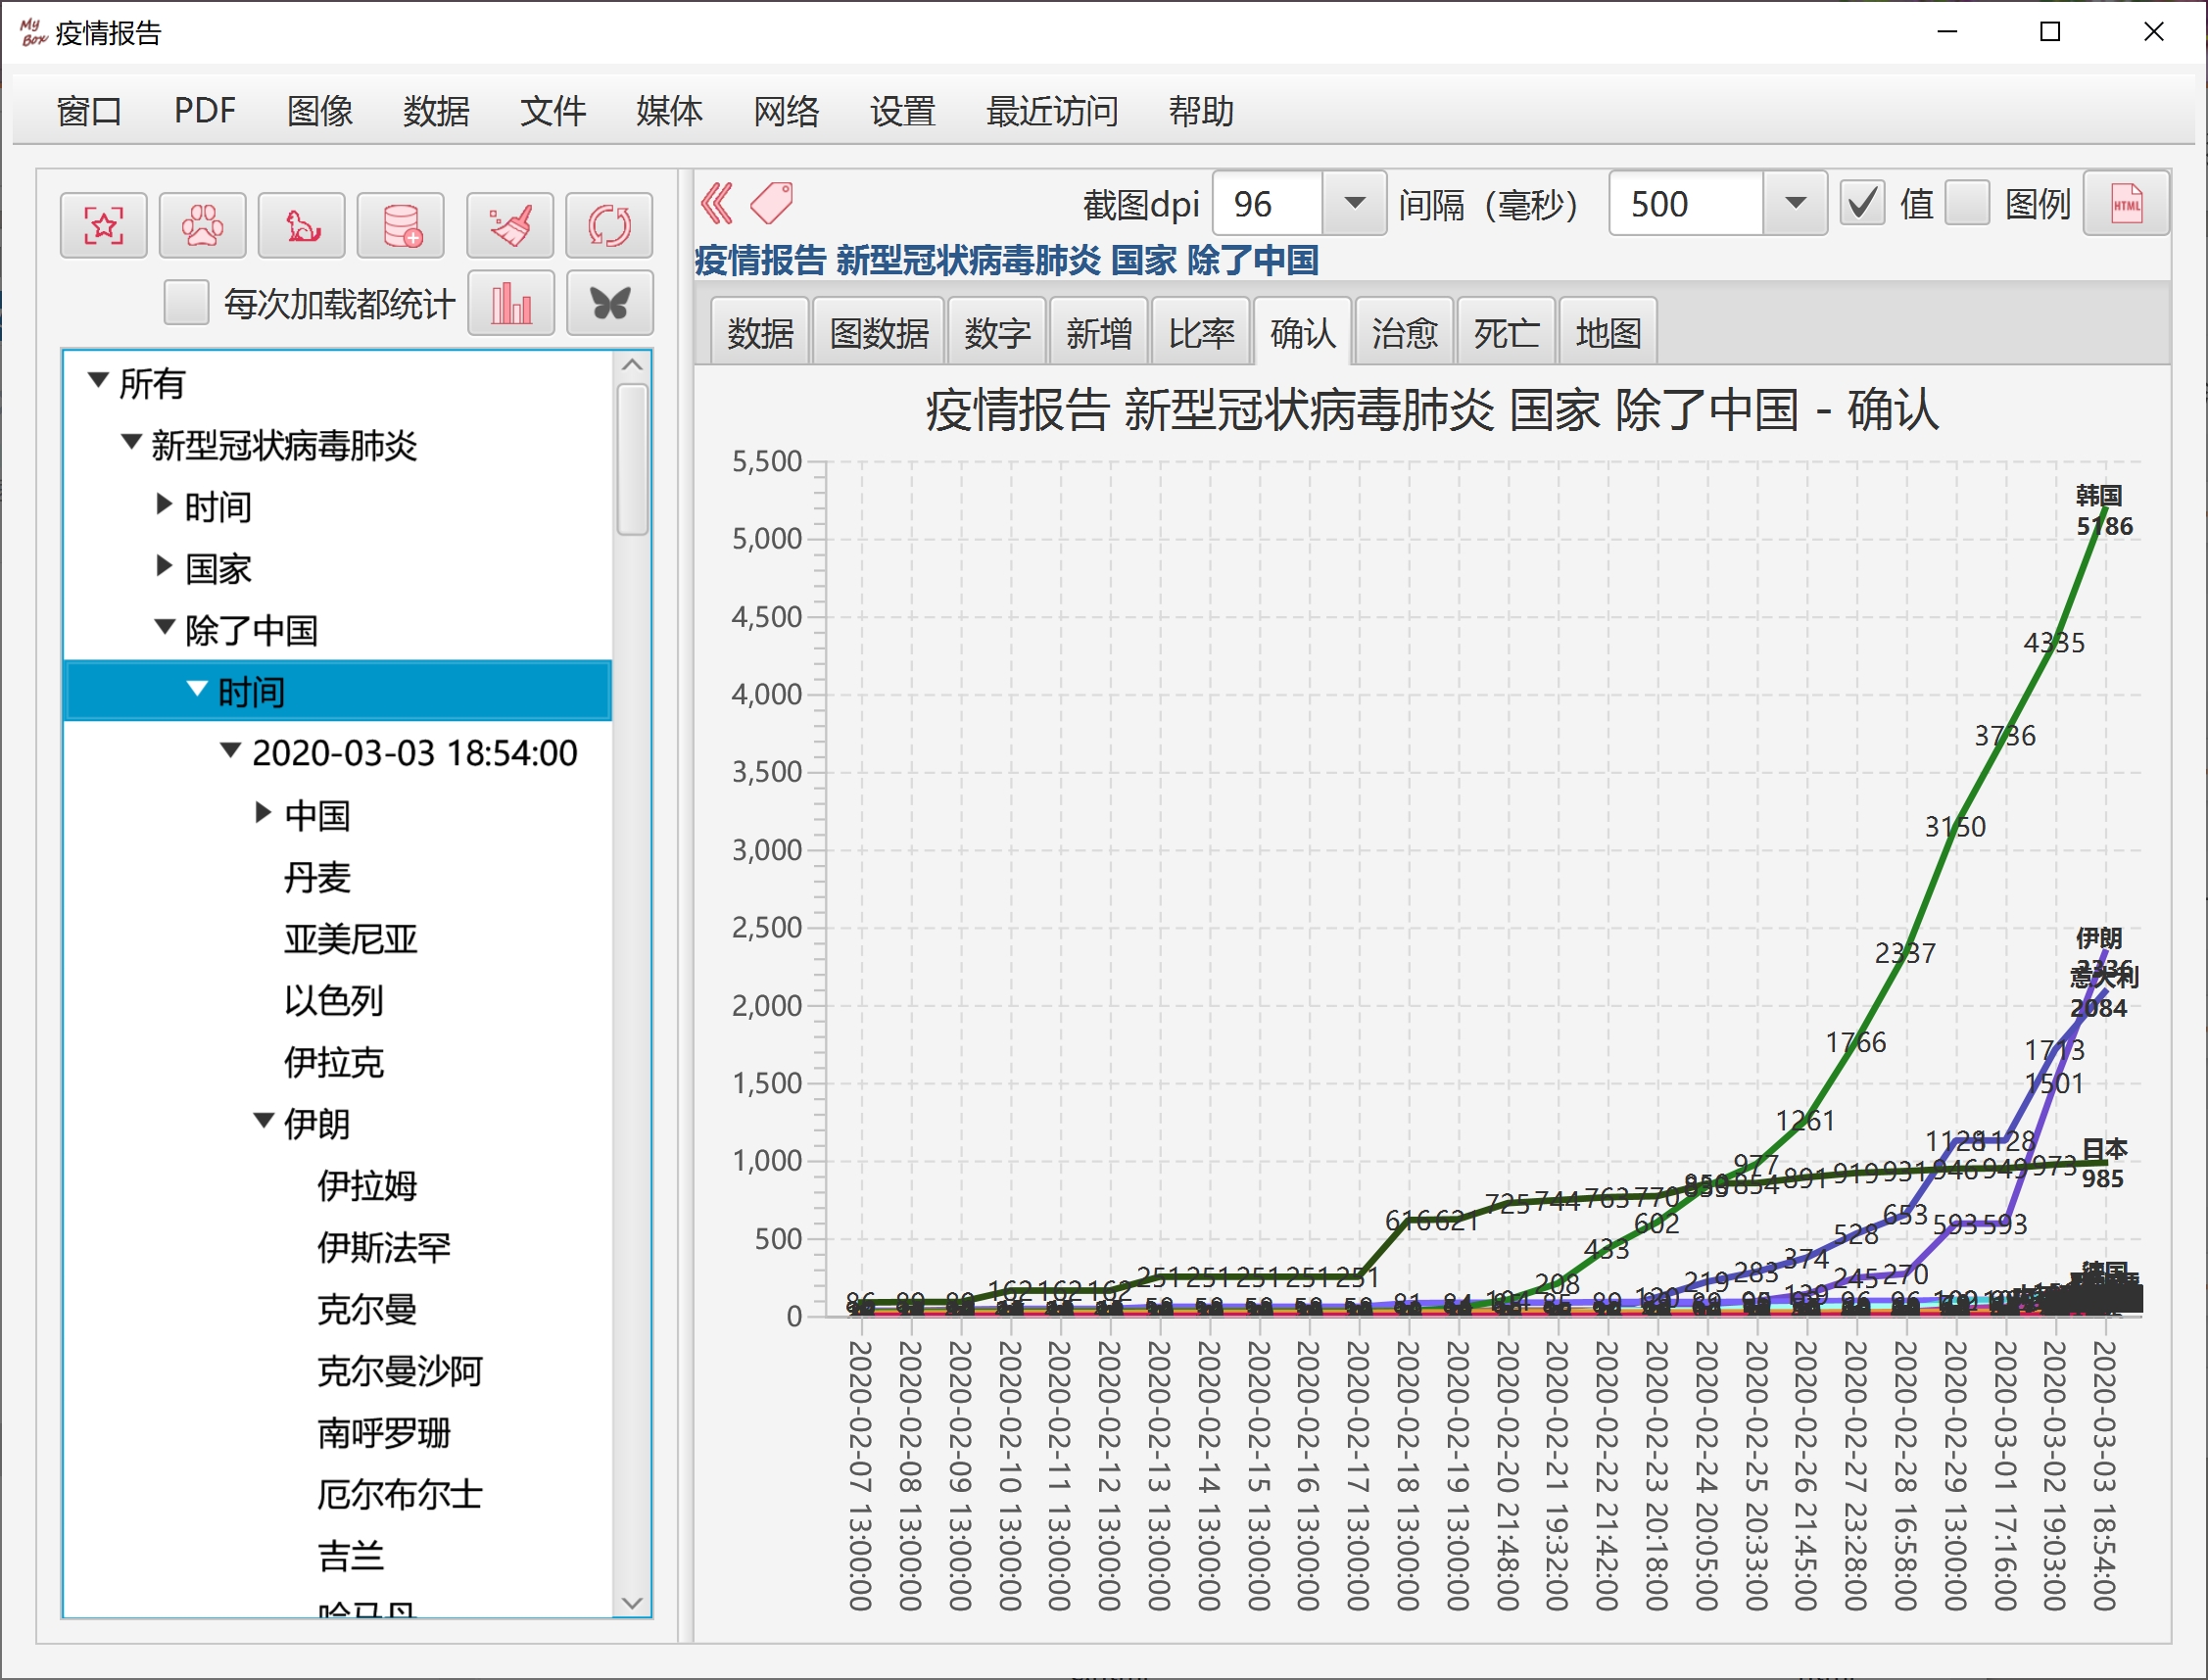 My Box 疫情报告
窗口 PDF 图像 数据 文件 媒体 网络 设置 最近访问 帮助
截图dpi 96 间隔（毫秒） 500 值 图例 HTML
每次加载都统计
疫情报告 新型冠状病毒肺炎 国家 除了中国
数据 图数据 数字 新增 比率 确认 治愈 死亡 地图
所有
新型冠状病毒肺炎
时间
国家
除了中国
时间
2020-03-03 18:54:00
中国
丹麦
亚美尼亚
以色列
伊拉克
伊朗
伊拉姆
伊斯法罕
克尔曼
克尔曼沙阿
南呼罗珊
厄尔布尔士
吉兰
哈马丹
疫情报告 新型冠状病毒肺炎 国家 除了中国 - 确认
5,500
5,000
4,500
4,000
3,500
3,000
2,500
2,000
1,500
1,000
500
0
韩国
5186
4335
3736
3150
2337
1766
1261
977
602
433
208
伊朗
2336
意大利
2084
1713
1501
1128 1128
日本
985
616 621 725 744 763 770 854 891 919 931 946 949 973
219 283 374 528 653
245 270 593 593
86 162 162 162 251 251 251 251 251
德国
2020-02-07 13:00:00
2020-02-08 13:00:00
2020-02-09 13:00:00
2020-02-10 13:00:00
2020-02-11 13:00:00
2020-02-12 13:00:00
2020-02-13 13:00:00
2020-02-14 13:00:00
2020-02-15 13:00:00
2020-02-16 13:00:00
2020-02-17 13:00:00
2020-02-18 13:00:00
2020-02-19 13:00:00
2020-02-20 21:48:00
2020-02-21 19:32:00
2020-02-22 21:42:00
2020-02-23 20:18:00
2020-02-24 20:05:00
2020-02-25 20:33:00
2020-02-26 21:45:00
2020-02-27 23:28:00
2020-02-28 16:58:00
2020-02-29 13:00:00
2020-03-01 17:16:00
2020-03-02 19:03:00
2020-03-03 18:54:00